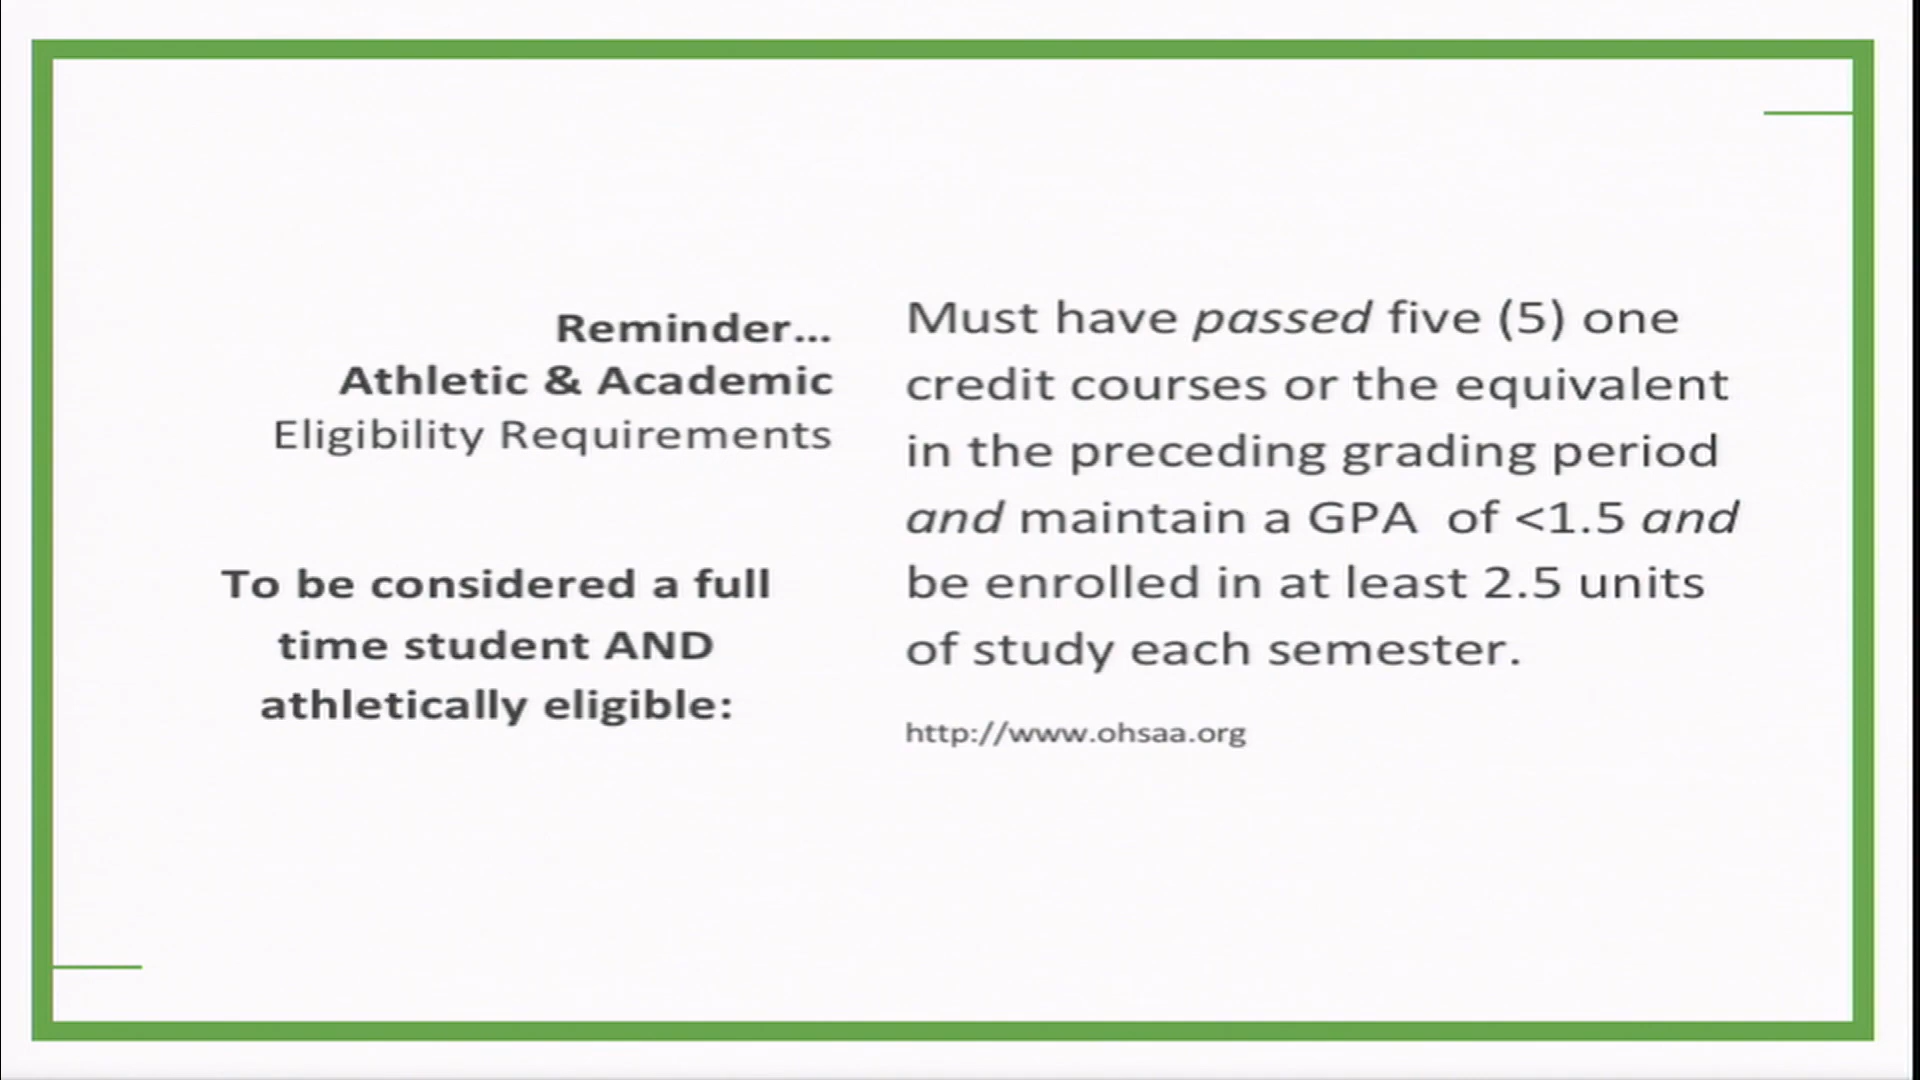 Reminder…
Athletic & Academic
Eligibility Requirements
To be considered a full
time student AND
athletically eligible:
Must have passed five (5) one
credit courses or the equivalent
in the preceding grading period
and maintain a GPA  of <1.5 and
be enrolled in at least 2.5 units
of study each semester.
http://www.ohsaa.org